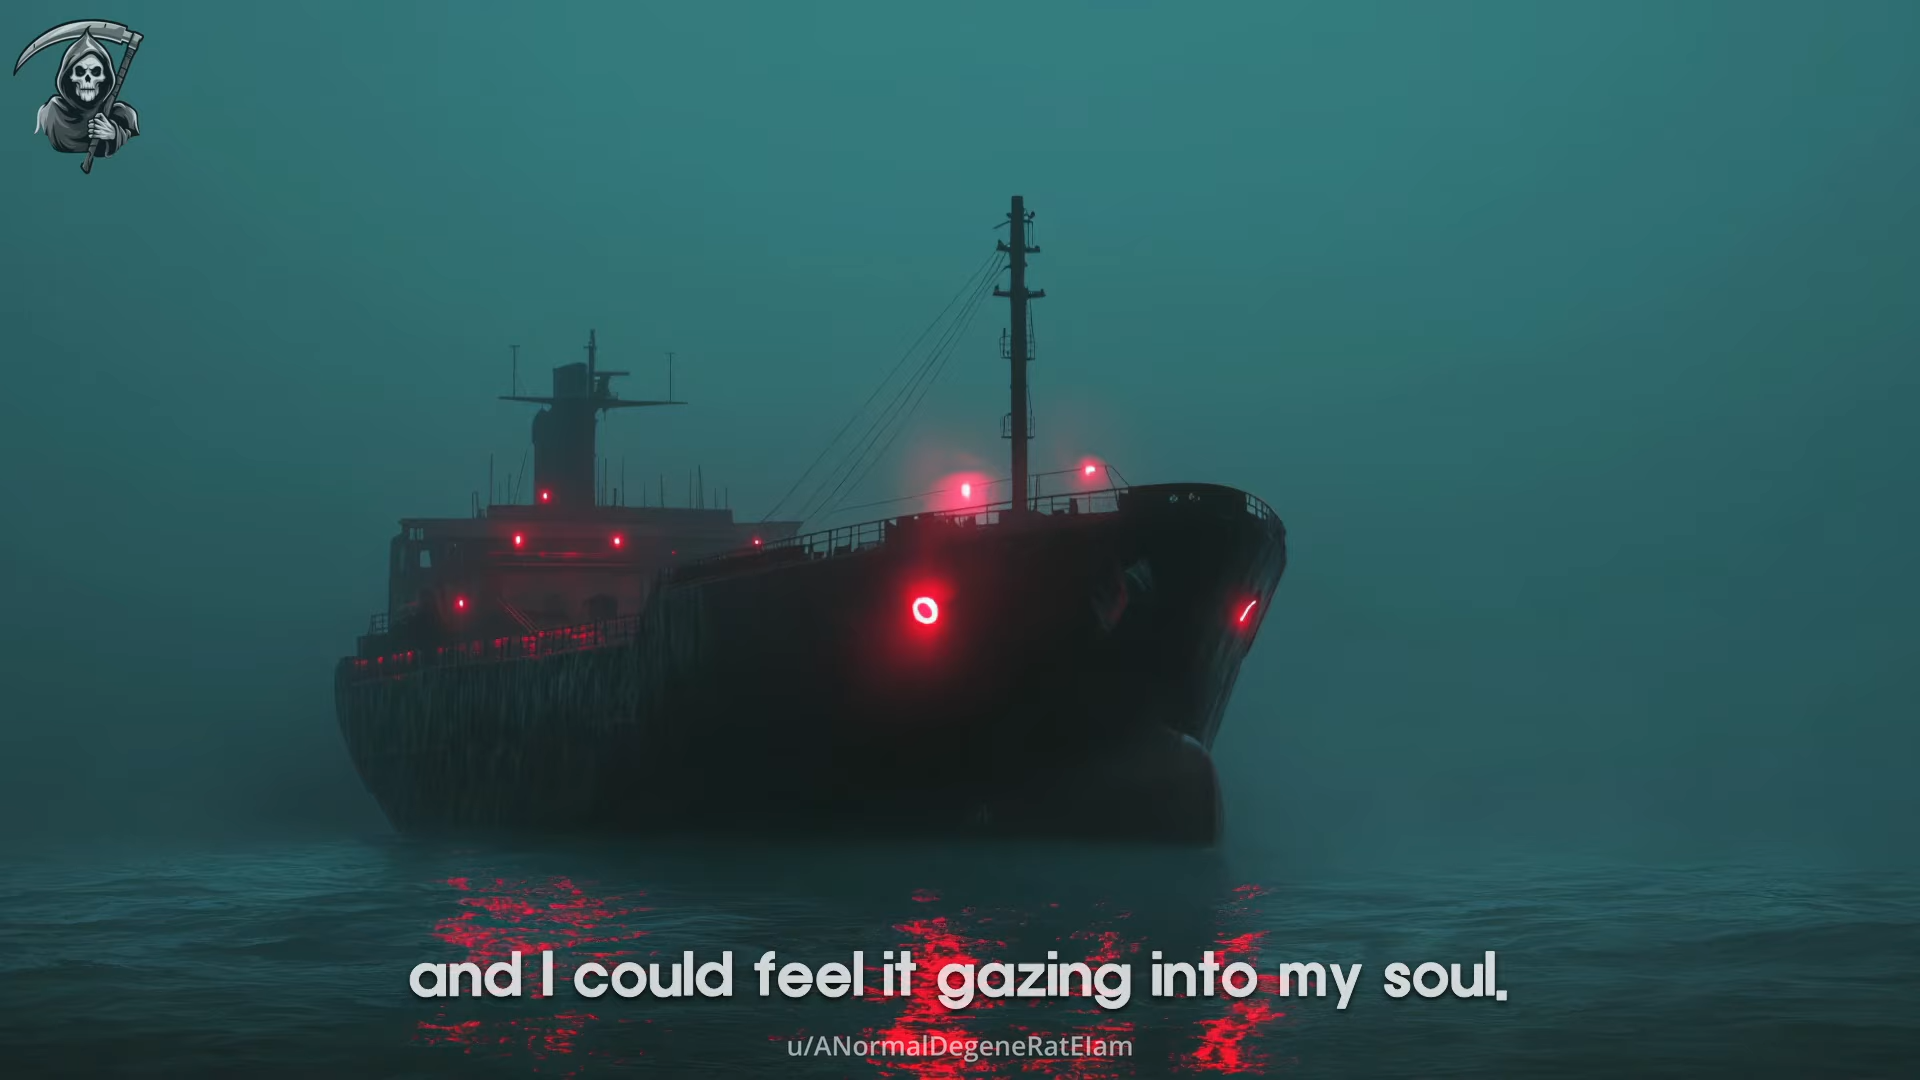 and I could feel it gazing into my soul.
u/ANormalDegeneRatElam